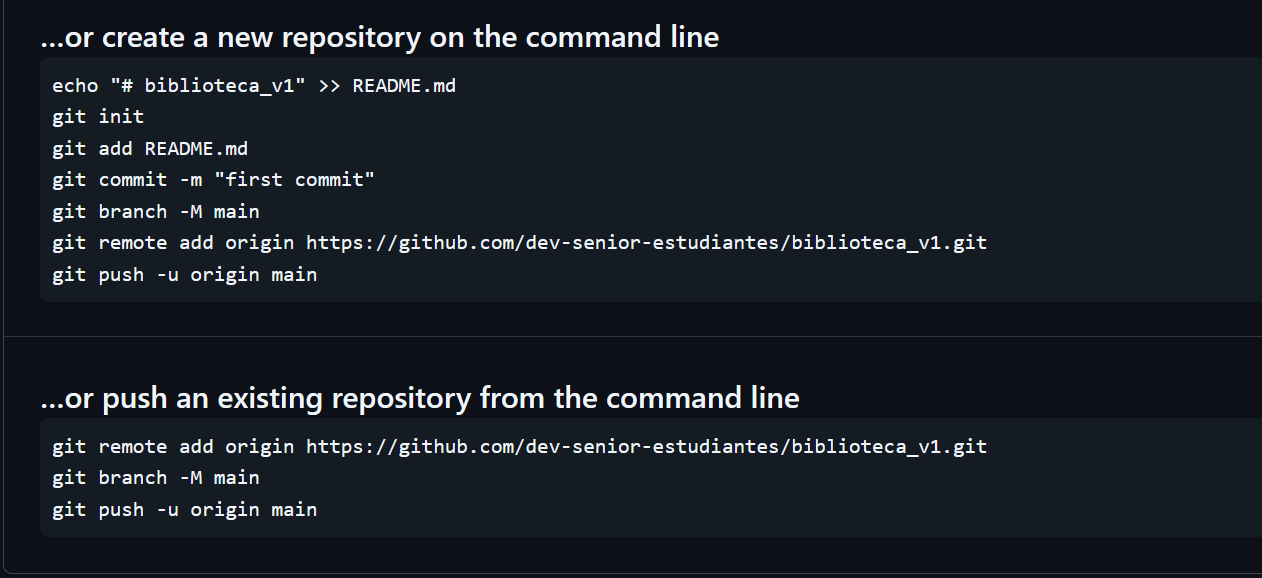 ...or create a new repository on the command line
echo "# biblioteca_v1" >> README.md
git init
git add README.md
git commit -m "first commit"
git branch -M main
git remote add origin https://github.com/dev-senior-estudiantes/biblioteca_v1.git
git push -u origin main
...or push an existing repository from the command line
git remote add origin https://github.com/dev-senior-estudiantes/biblioteca_v1.git
git branch -M main
git push -u origin main